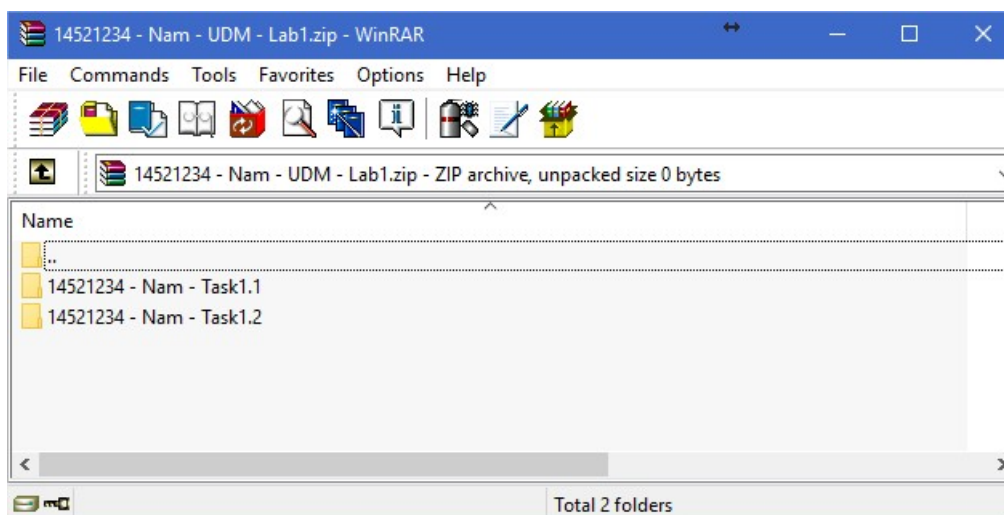 14521234 - Nam - UDM - Lab1.zip - WinRAR
File Commands Tools Favorites Options Help
14521234 - Nam - UDM - Lab1.zip - ZIP archive, unpacked size 0 bytes
Name
..
14521234 - Nam - Task1.1
14521234 - Nam - Task1.2
Total 2 folders